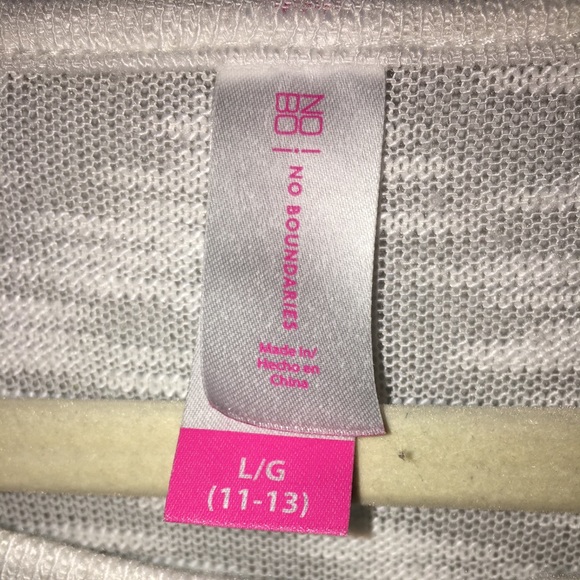 NO
BO
NO BOUNDARIES
Made in/
Hecho en
China
L/G
(11-13)